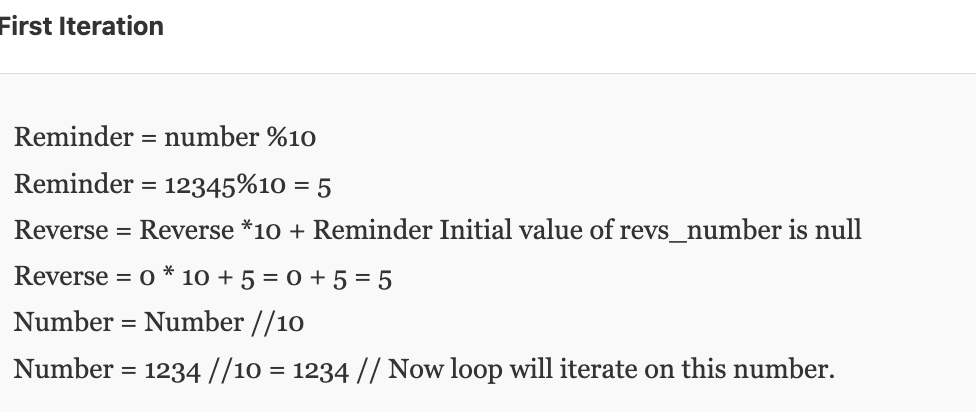 First Iteration
Reminder = number %10
Reminder = 12345%10 = 5
Reverse = Reverse *10 + Reminder Initial value of revs_number is null
Reverse = 0 * 10 + 5 = 0 + 5 = 5
Number = Number //10
Number = 1234 //10 = 1234 // Now loop will iterate on this number.